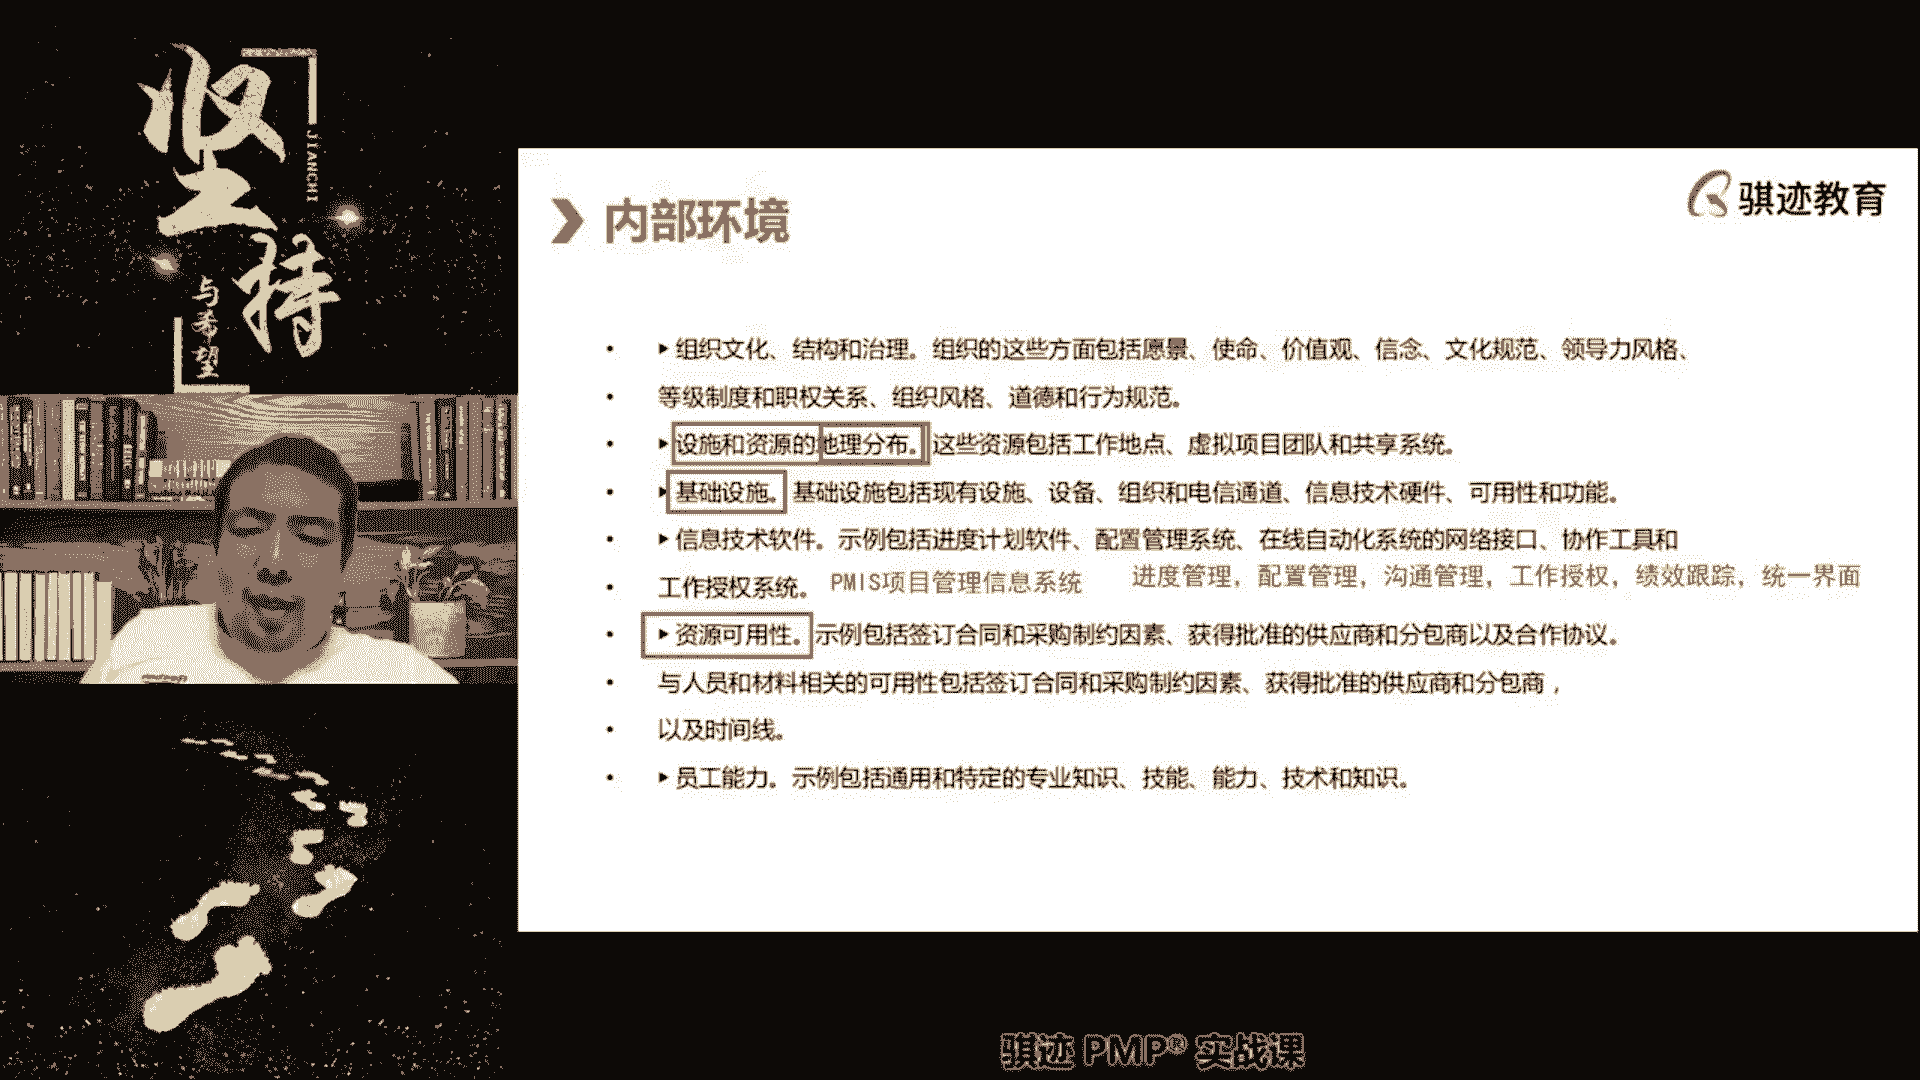 坚持
JIANCHI
与希望
骐迹教育
内部环境
• ▸组织文化、结构和治理。组织的这些方面包括愿景、使命、价值观、信念、文化规范、领导力风格、
• 等级制度和职权关系、组织风格、道德和行为规范。
• ▸设施和资源的地理分布。这些资源包括工作地点、虚拟项目团队和共享系统。
• ▸基础设施。基础设施包括现有设施、设备、组织和电信通道、信息技术硬件、可用性和功能。
• ▸信息技术软件。示例包括进度计划软件、配置管理系统、在线自动化系统的网络接口、协作工具和
• 工作授权系统。 PMIS项目管理信息系统 进度管理，配置管理，沟通管理，工作授权，绩效跟踪，统一界面
• ▸资源可用性。示例包括签订合同和采购制约因素、获得批准的供应商和分包商以及合作协议。
• 与人员和材料相关的可用性包括签订合同和采购制约因素、获得批准的供应商和分包商，
• 以及时间线。
• ▸员工能力。示例包括通用和特定的专业知识、技能、能力、技术和知识。
骐迹 PMP® 实战课